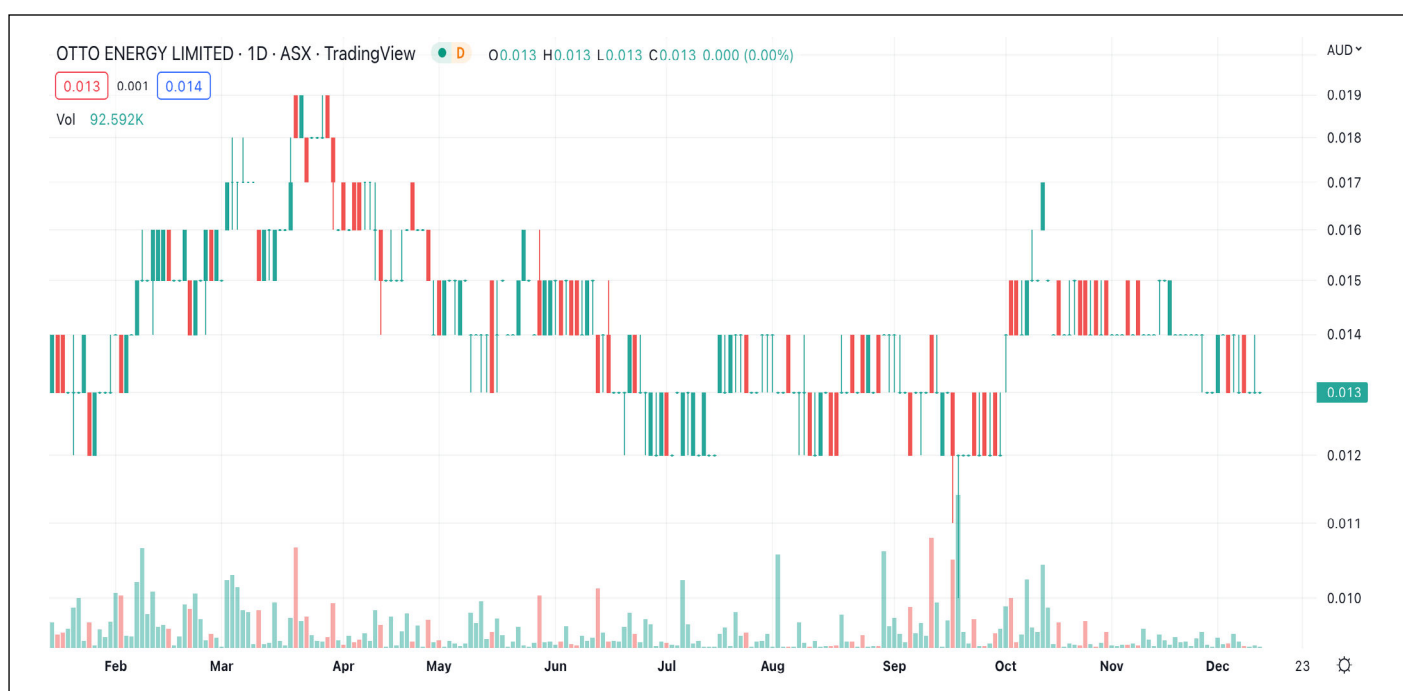 OTTO ENERGY LIMITED · 1D · ASX · TradingView D O0.013 H0.013 L0.013 C0.013 0.000 (0.00%)
AUD
0.013 0.001 0.014
Vol 92.592K
0.019
0.018
0.017
0.016
0.015
0.014
0.013
0.012
0.011
0.010
Feb Mar Apr May Jun Jul Aug Sep Oct Nov Dec 23